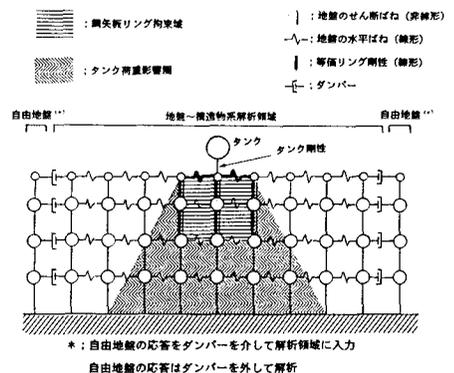 ：鋼矢板リング拘束域
：タンク荷重影響圏
：地盤のせん断ばね（非線形）
：地盤の水平ばね（線形）
：等価リング剛性（線形）
：ダンパー
自由地盤(*)
地盤～構造物系解析領域
自由地盤(*)
タンク
タンク剛性
＊；自由地盤の応答をダンパーを介して解析領域に入力
自由地盤の応答はダンパーを外して解析